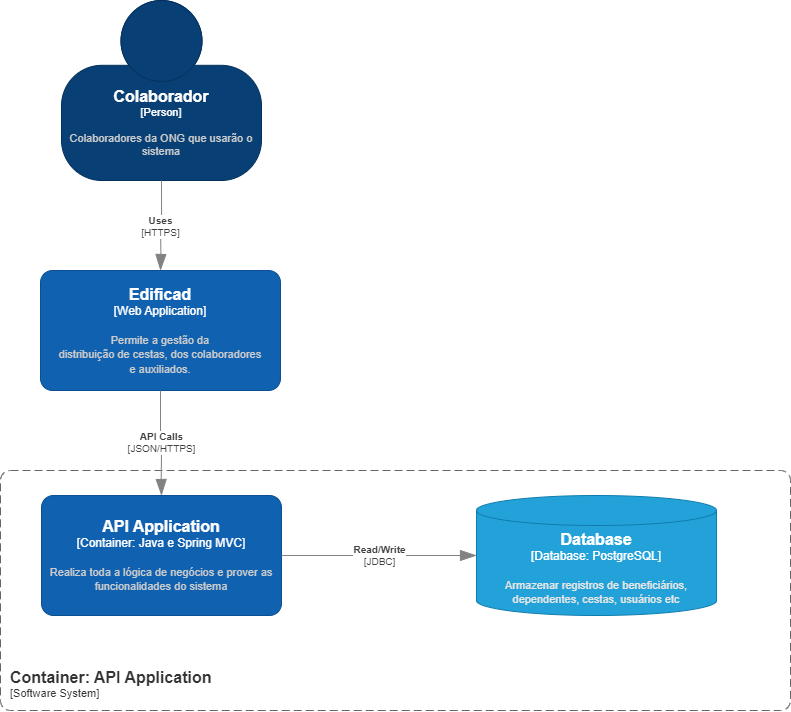 Colaborador
[Person]
Colaboradores da ONG que usarão o
sistema
Uses
[HTTPS]
Edificad
[Web Application]
Permite a gestão da
distribuição de cestas, dos colaboradores
e auxiliados.
API Calls
[JSON/HTTPS]
API Application
[Container: Java e Spring MVC]
Realiza toda a lógica de negócios e prover as
funcionalidades do sistema
Read/Write
[JDBC]
Database
[Database: PostgreSQL]
Armazenar registros de beneficiários,
dependentes, cestas, usuários etc
Container: API Application
[Software System]